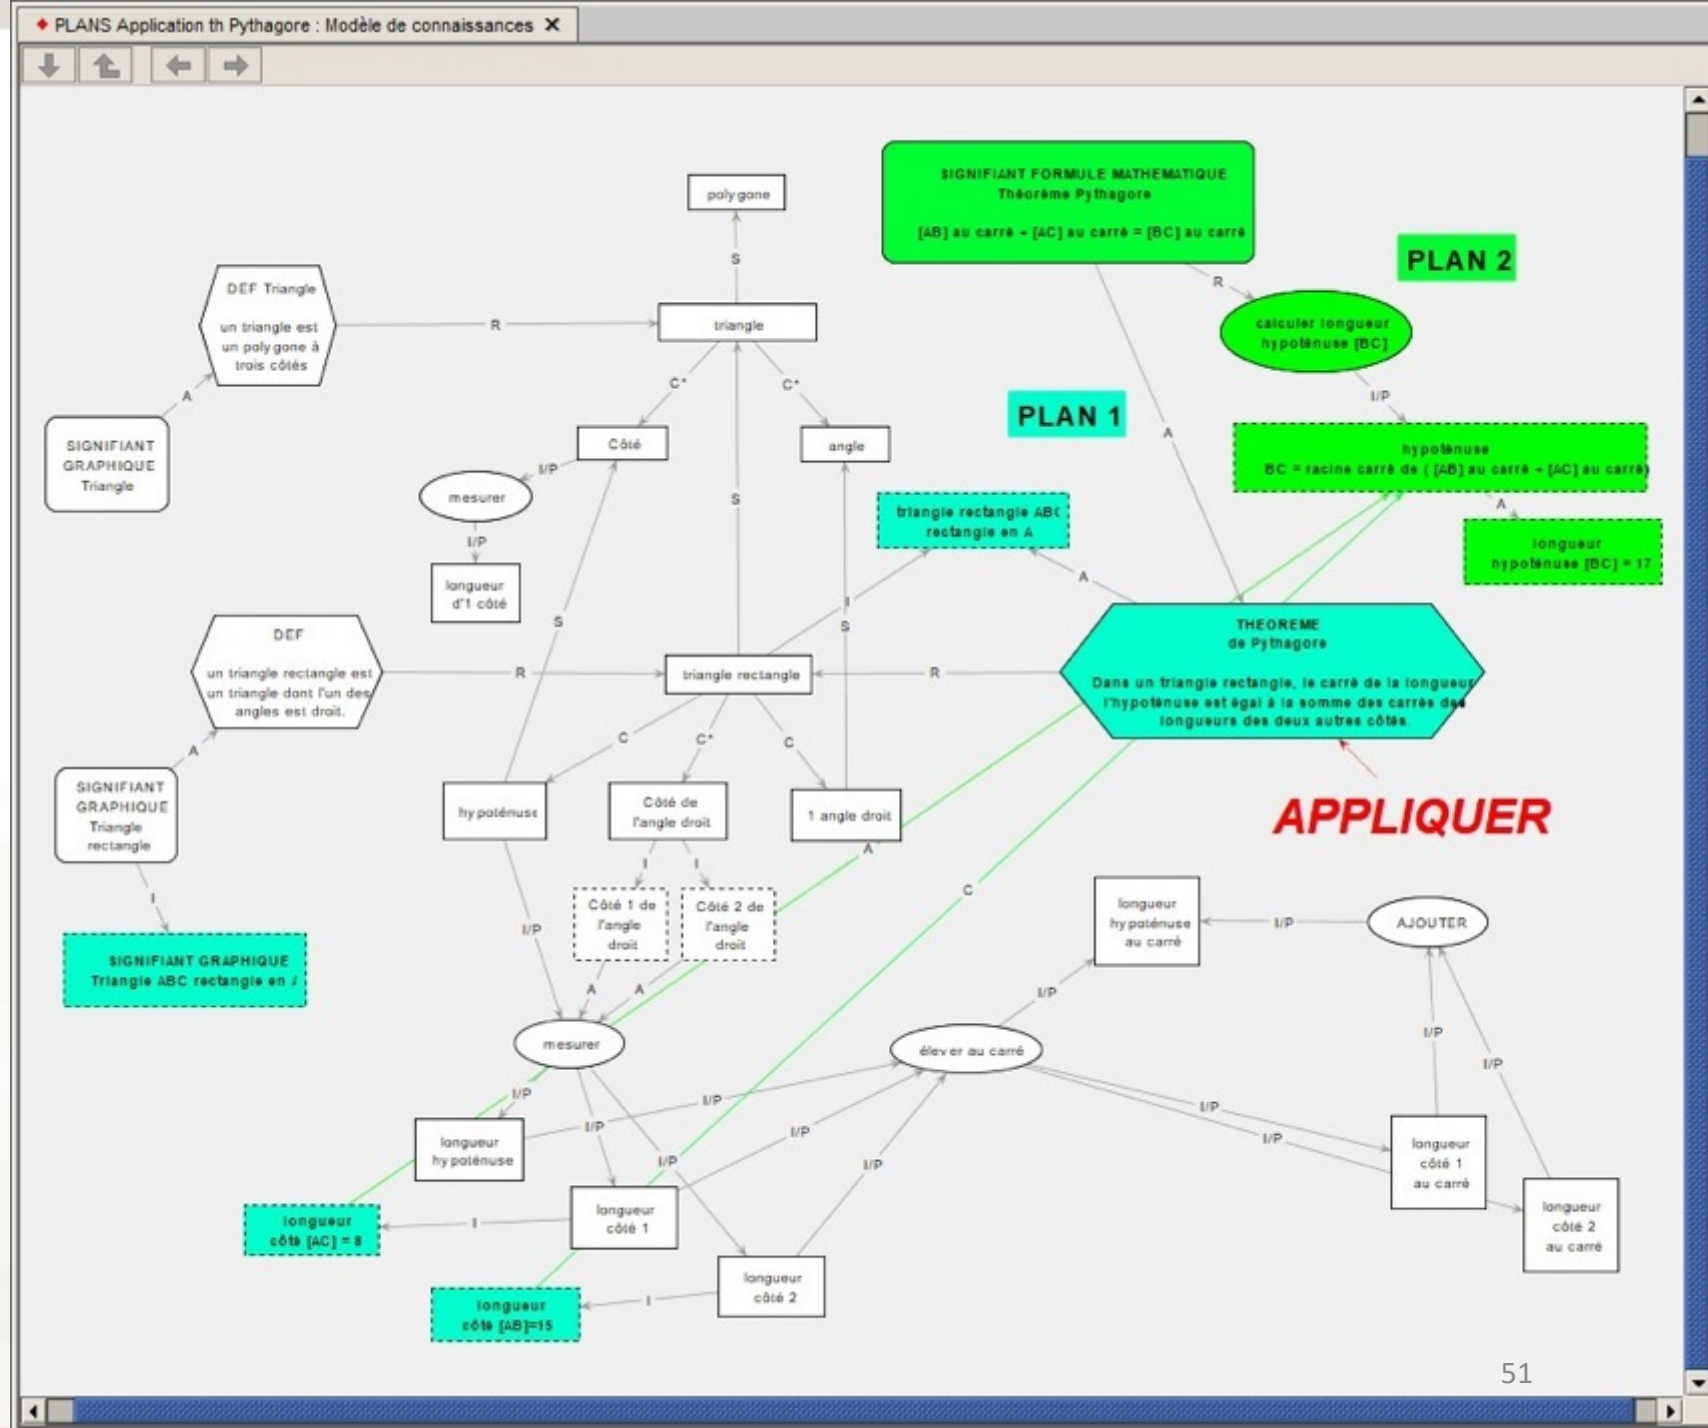 PLANS Application th Pythagore : Modèle de connaissances
polygone
SIGNIFIANT FORMULE MATHEMATIQUE
Théorème Pythagore
[AB] au carré + [AC] au carré = [BC] au carré
PLAN 2
S
R
DEF Triangle
un triangle est
un polygone à
trois côtés
R
triangle
calculer longueur
hypoténuse [BC]
A
C*
C*
I/P
PLAN 1
A
SIGNIFIANT
GRAPHIQUE
Triangle
Côté
angle
hypoténuse
BC = racine carré de ( [AB] au carré + [AC] au carré)
I/P
mesurer
S
A
I/P
triangle rectangle ABC
rectangle en A
longueur
hypoténuse [BC] = 17
longueur
d'1 côté
A
I
S
S
DEF
un triangle rectangle est
un triangle dont l'un des
angles est droit.
R
triangle rectangle
R
THEOREME
de Pythagore
Dans un triangle rectangle, le carré de la longueur
l'hypoténuse est égal à la somme des carrés des
longueurs des deux autres côtés.
A
C
C*
C
SIGNIFIANT
GRAPHIQUE
Triangle
rectangle
hypoténuse
Côté de
l'angle droit
1 angle droit
APPLIQUER
A
I
I
I
C
Côté 1 de
l'angle
droit
Côté 2 de
l'angle
droit
longueur
hypoténuse
au carré
I/P
AJOUTER
I/P
SIGNIFIANT GRAPHIQUE
Triangle ABC rectangle en
A
A
I/P
mesurer
élever au carré
I/P
I/P
I/P
I/P
I/P
I/P
I/P
I/P
I/P
I/P
I/P
longueur
hypoténuse
longueur
côté 1
au carré
longueur
côté 1
longueur
côté 2
au carré
longueur
côté [AC] = 8
I
longueur
côté 2
I
longueur
côté [AB]=15
51